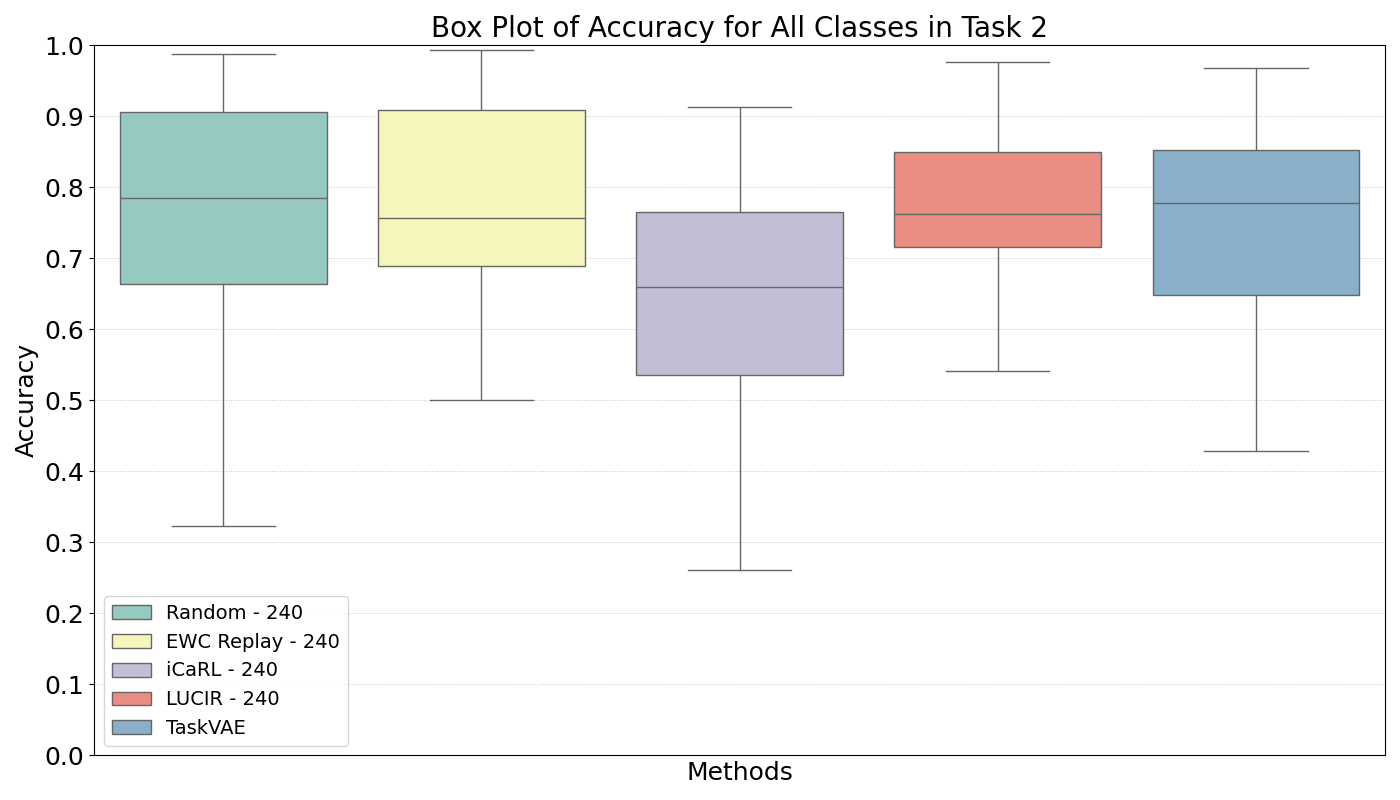 Box Plot of Accuracy for All Classes in Task 2
1.0
0.9
0.8
0.7
0.6
0.5
0.4
0.3
0.2
0.1
0.0
Accuracy
Random - 240
EWC Replay - 240
iCaRL - 240
LUCIR - 240
TaskVAE
Methods